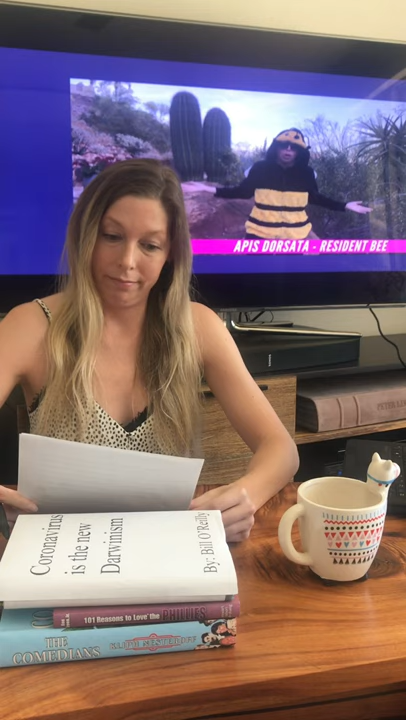 APIS DORSATA - RESIDENT BEE
Coronavirus
is the new
Darwinism
By: Bill O'Reilly
101 Reasons to Love the PHILLIES
THE
COMEDIANS